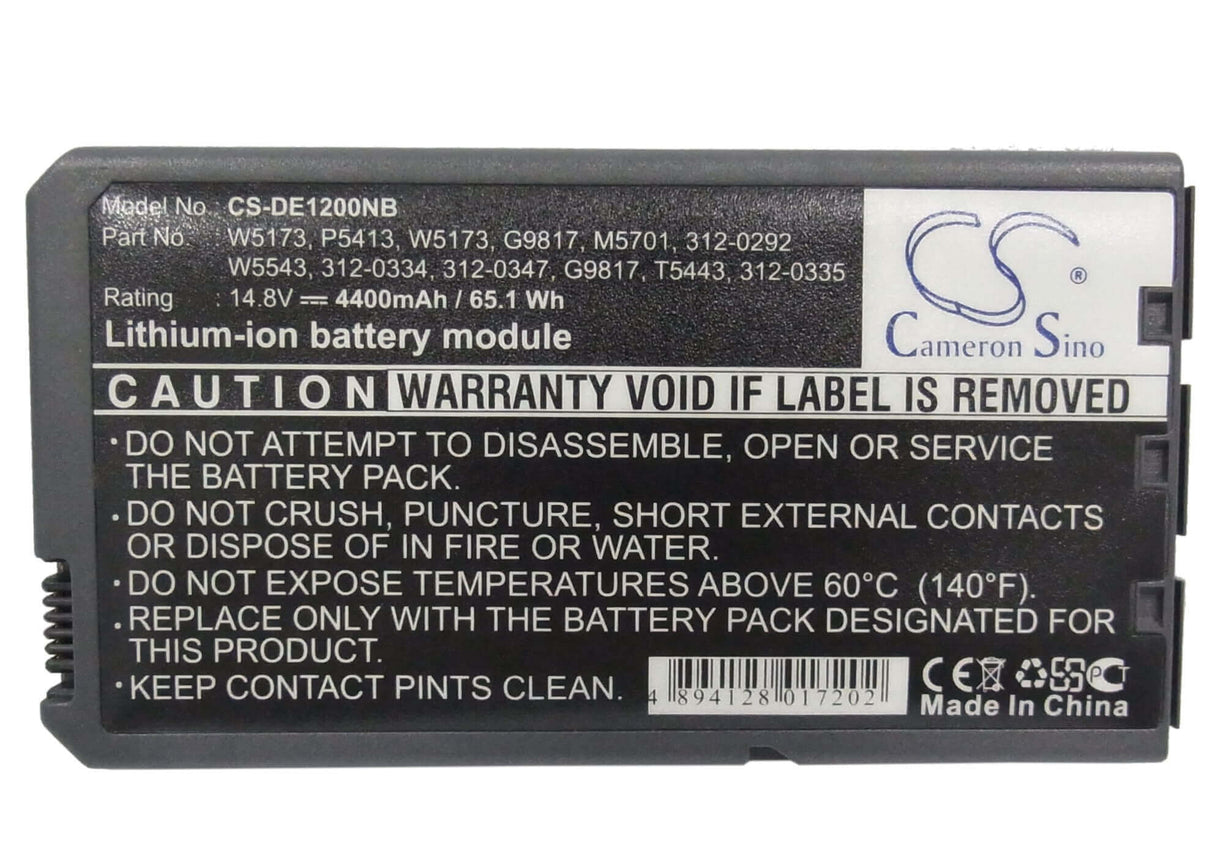 Model No : CS-DE1200NB
Part No. : W5173, P5413, W5173, G9817, M5701, 312-0292
W5543, 312-0334, 312-0347, G9817, T5443, 312-0335
Rating : 14.8V 4400mAh / 65.1 Wh
Lithium-ion battery module
CS ®
Cameron Sino
CAUTION WARRANTY VOID IF LABEL IS REMOVED
· DO NOT ATTEMPT TO DISASSEMBLE, OPEN OR SERVICE
THE BATTERY PACK.
· DO NOT CRUSH, PUNCTURE, SHORT EXTERNAL CONTACTS
OR DISPOSE OF IN FIRE OR WATER.
· DO NOT EXPOSE TEMPERATURES ABOVE 60°C (140°F).
· REPLACE ONLY WITH THE BATTERY PACK DESIGNATED FOR
THIS PRODUCT.
· KEEP CONTACT PINTS CLEAN.
4 894128 017202
CE PCT
Made In China